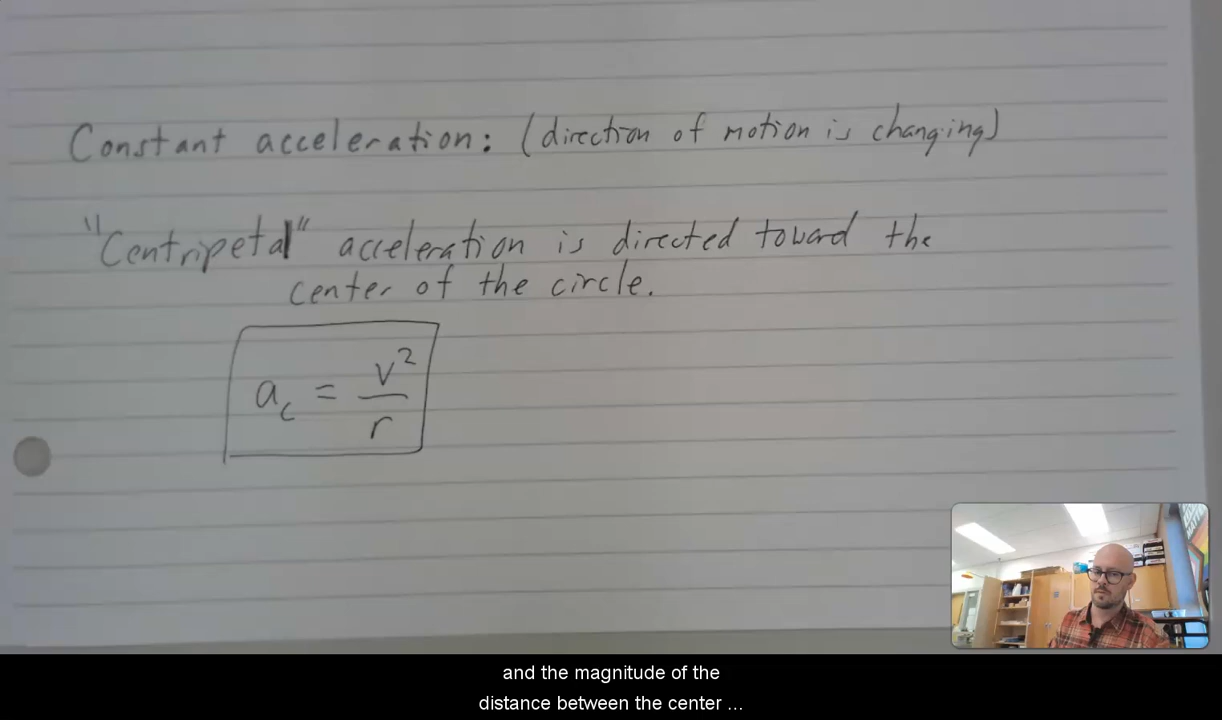 Constant acceleration: (direction of motion is changing)
"Centripetal" acceleration is directed toward the
center of the circle.
a_c = v²/r
and the magnitude of the
distance between the center ...